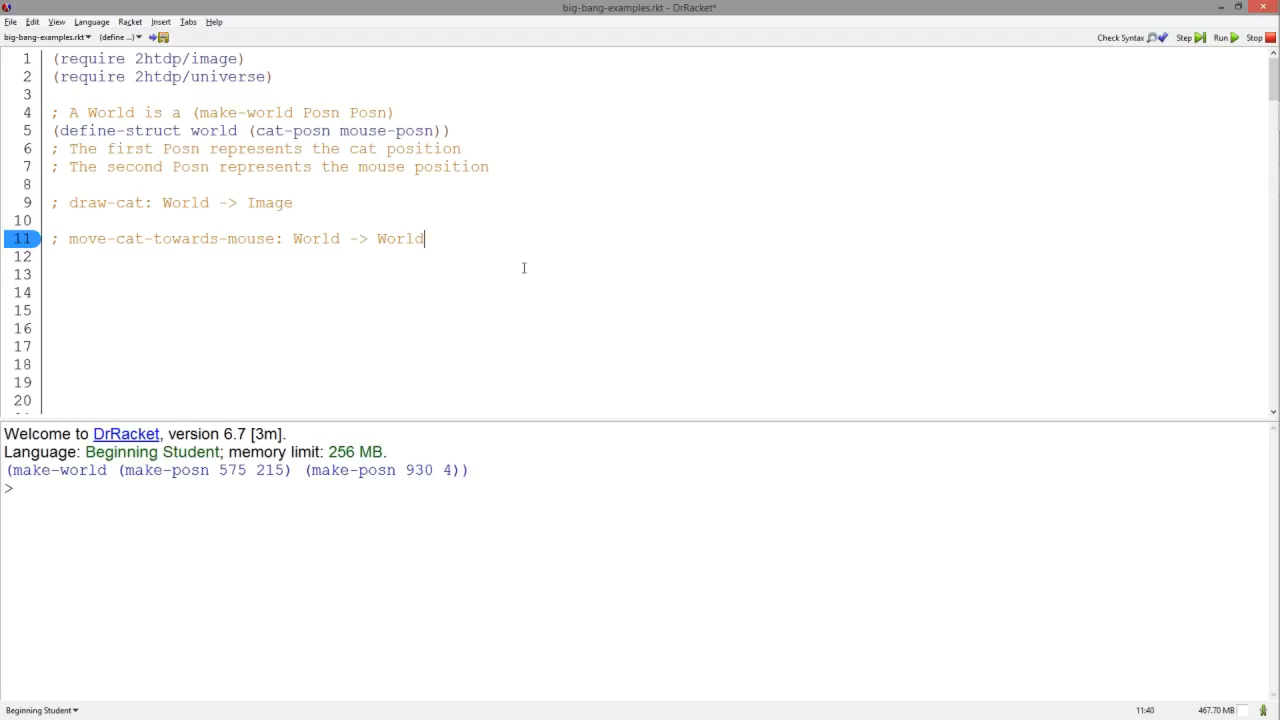 big-bang-examples.rkt - DrRacket*
File Edit View Language Racket Insert Tabs Help
big-bang-examples.rkt▾ (define ...)▾ Check Syntax Step Run Stop
1 (require 2htdp/image)
2 (require 2htdp/universe)
3
4 ; A World is a (make-world Posn Posn)
5 (define-struct world (cat-posn mouse-posn))
6 ; The first Posn represents the cat position
7 ; The second Posn represents the mouse position
8
9 ; draw-cat: World -> Image
10
11 ; move-cat-towards-mouse: World -> World
12
13
14
15
16
17
18
19
20
Welcome to DrRacket, version 6.7 [3m].
Language: Beginning Student; memory limit: 256 MB.
(make-world (make-posn 575 215) (make-posn 930 4))
>
Beginning Student▾ 11:40 467.70 MB